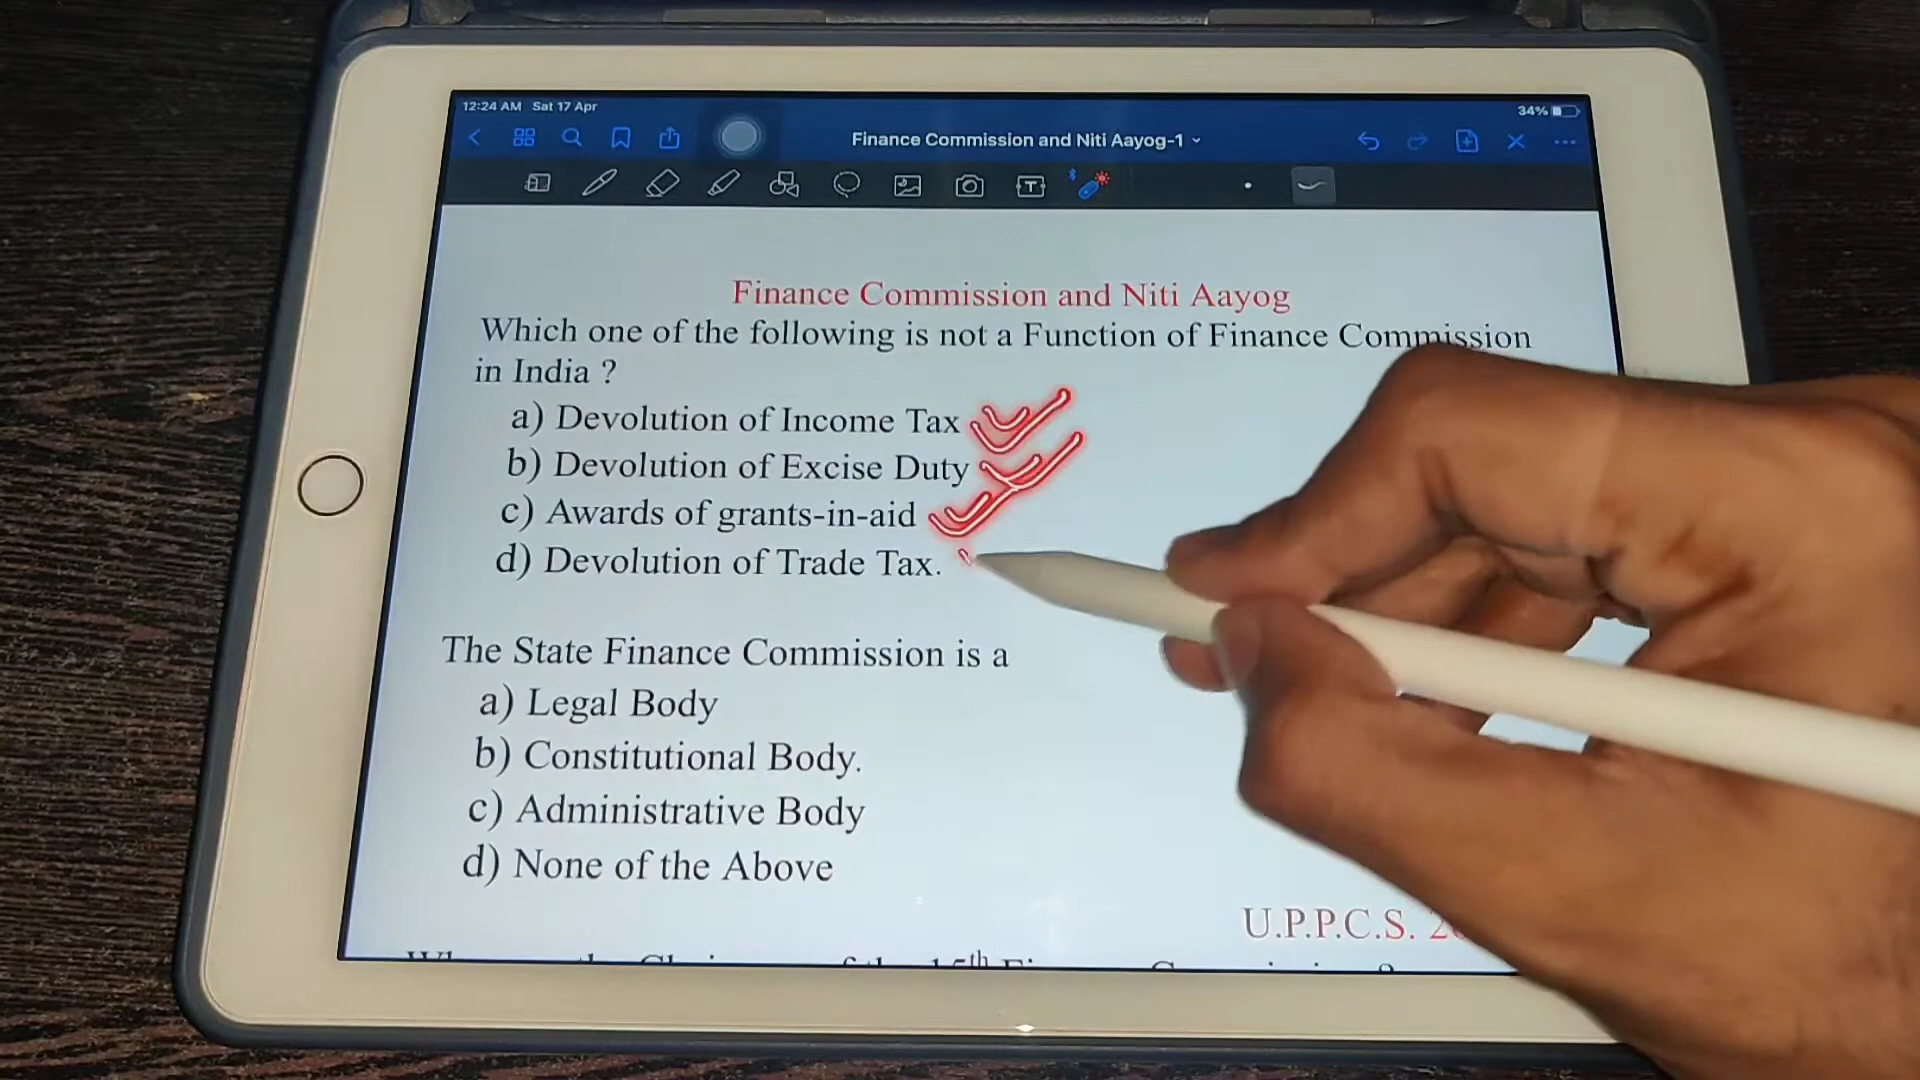 12:24 AM Sat 17 Apr
34%
Finance Commission and Niti Aayog-1
T
Finance Commission and Niti Aayog
Which one of the following is not a Function of Finance Commission
in India ?
a) Devolution of Income Tax
b) Devolution of Excise Duty
c) Awards of grants-in-aid
d) Devolution of Trade Tax.
The State Finance Commission is a
a) Legal Body
b) Constitutional Body.
c) Administrative Body
d) None of the Above
U.P.P.C.S.